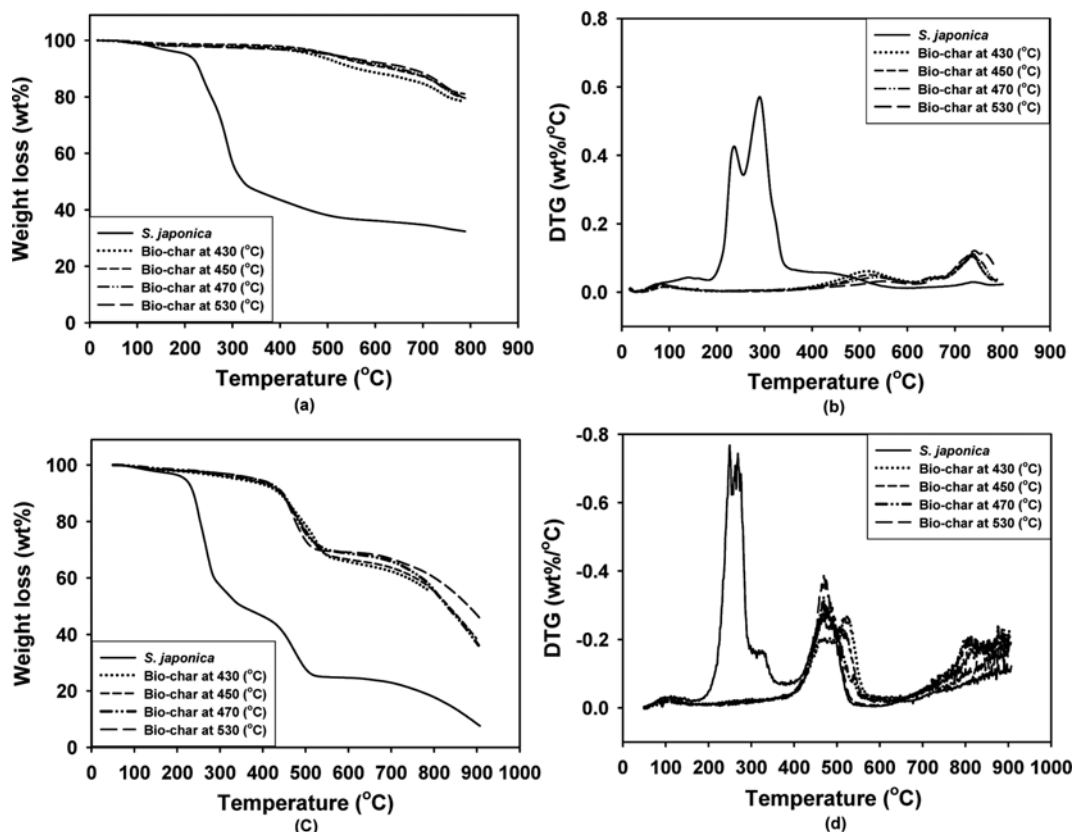 Weight loss (wt%)
100
80
60
40
20
0
S. japonica
Bio-char at 430 (°C)
Bio-char at 450 (°C)
Bio-char at 470 (°C)
Bio-char at 530 (°C)
0 100 200 300 400 500 600 700 800 900
Temperature (°C)
(a)
DTG (wt%/°C)
0.8
0.6
0.4
0.2
0.0
S. japonica
Bio-char at 430 (°C)
Bio-char at 450 (°C)
Bio-char at 470 (°C)
Bio-char at 530 (°C)
0 100 200 300 400 500 600 700 800 900
Temperature (°C)
(b)
Weight loss (wt%)
100
80
60
40
20
0
S. japonica
Bio-char at 430 (°C)
Bio-char at 450 (°C)
Bio-char at 470 (°C)
Bio-char at 530 (°C)
0 100 200 300 400 500 600 700 800 900 1000
Temperature (°C)
(C)
DTG (wt%/°C)
-0.8
-0.6
-0.4
-0.2
0.0
S. japonica
Bio-char at 430 (°C)
Bio-char at 450 (°C)
Bio-char at 470 (°C)
Bio-char at 530 (°C)
0 100 200 300 400 500 600 700 800 900 1000
Temperature (°C)
(d)